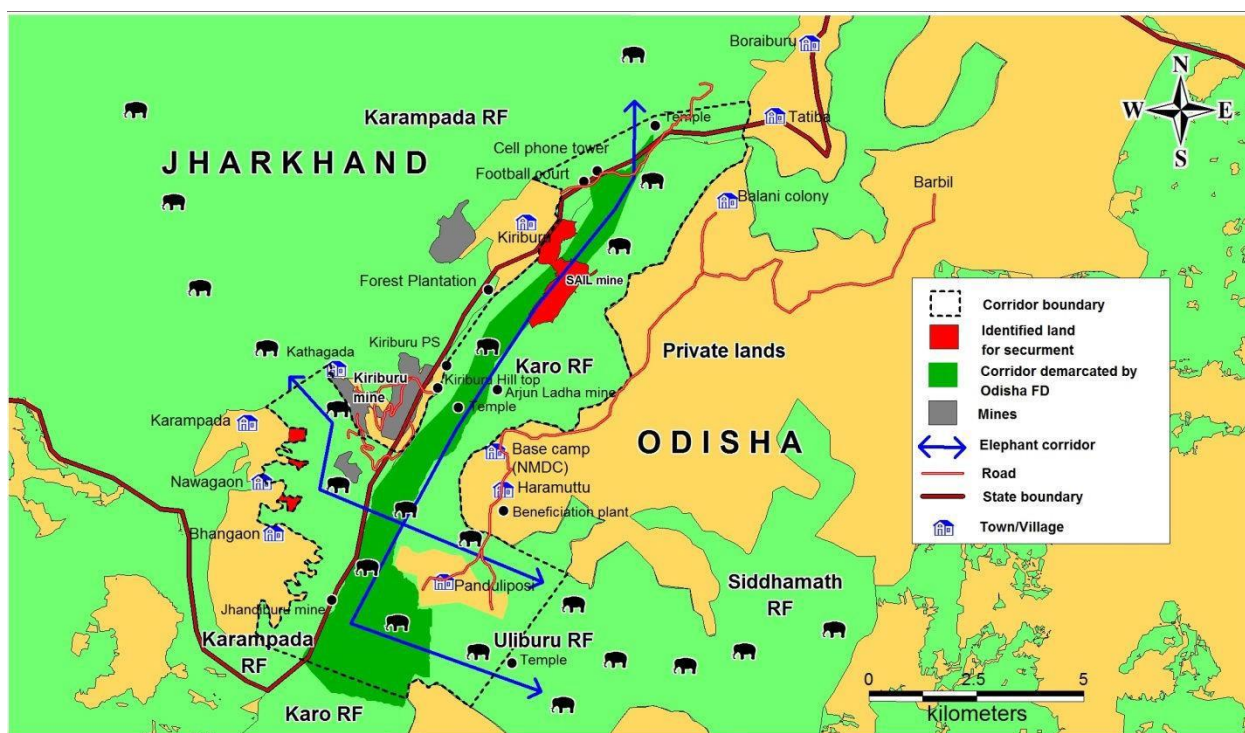 Boraiburu
N
W E
S
Karampada RF
Temple
Tatiba
JHARKHAND
Cell phone tower
Football court
Balani colony
Barbil
Kiriburu
Forest Plantation
SAIL mine
Corridor boundary
Identified land
for securment
Corridor demarcated by
Odisha FD
Mines
Elephant corridor
Road
State boundary
Town/Village
Private lands
Kathagada
Kiriburu PS
Karo RF
Kiriburu
mine
Kiriburu Hill top
Arjun Ladha mine
Temple
Karampada
ODISHA
Base camp
(NMDC)
Nawagaon
Haramuttu
Beneficiation plant
Bhangaon
Panduliposi
Siddhamath
RF
Jhandiburu mine
Karampada
RF
Uliburu RF
Temple
Karo RF
0 2.5 5
kilometers